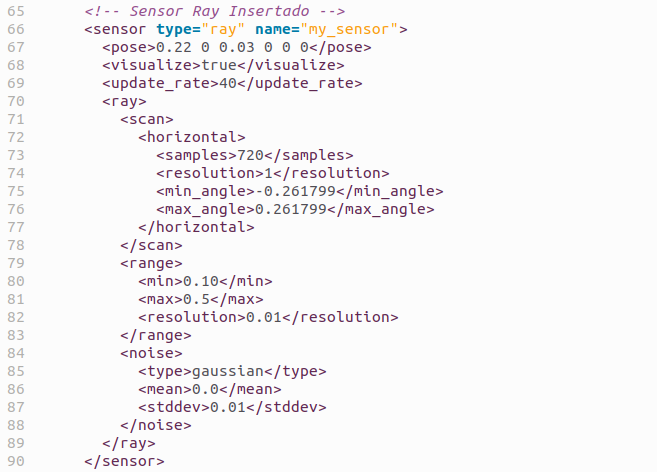 65 <!-- Sensor Ray Insertado -->
66 <sensor type="ray" name="my_sensor">
67 <pose>0.22 0 0.03 0 0 0</pose>
68 <visualize>true</visualize>
69 <update_rate>40</update_rate>
70 <ray>
71 <scan>
72 <horizontal>
73 <samples>720</samples>
74 <resolution>1</resolution>
75 <min_angle>-0.261799</min_angle>
76 <max_angle>0.261799</max_angle>
77 </horizontal>
78 </scan>
79 <range>
80 <min>0.10</min>
81 <max>0.5</max>
82 <resolution>0.01</resolution>
83 </range>
84 <noise>
85 <type>gaussian</type>
86 <mean>0.0</mean>
87 <stddev>0.01</stddev>
88 </noise>
89 </ray>
90 </sensor>